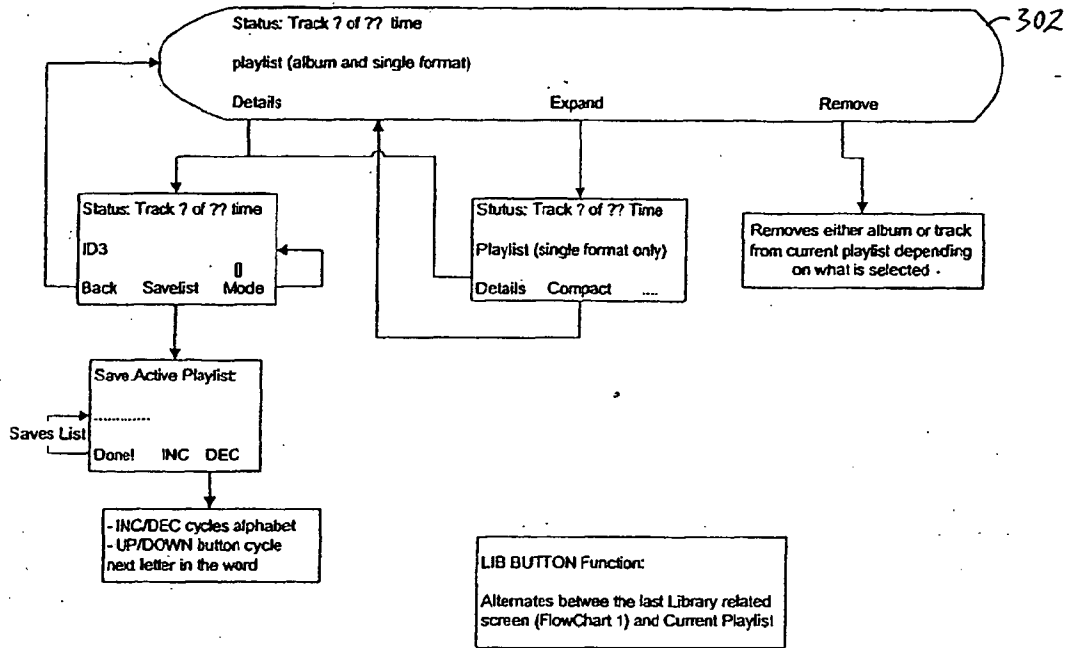 302
Status: Track ? of ?? time
playlist (album and single format)
Details Expand Remove
Status: Track ? of ?? time
ID3
Back Savelist Mode
Stutus: Track ? of ?? Time
Playlist (single format only)
Details Compact ....
Removes either album or track
from current playlist depending
on what is selected
Save Active Playlist:
............
Saves List
Done! INC DEC
- INC/DEC cycles alphabet
- UP/DOWN button cycle
next letter in the word
LIB BUTTON Function:
Alternates betwee the last Library related
screen (FlowChart 1) and Current Playlist